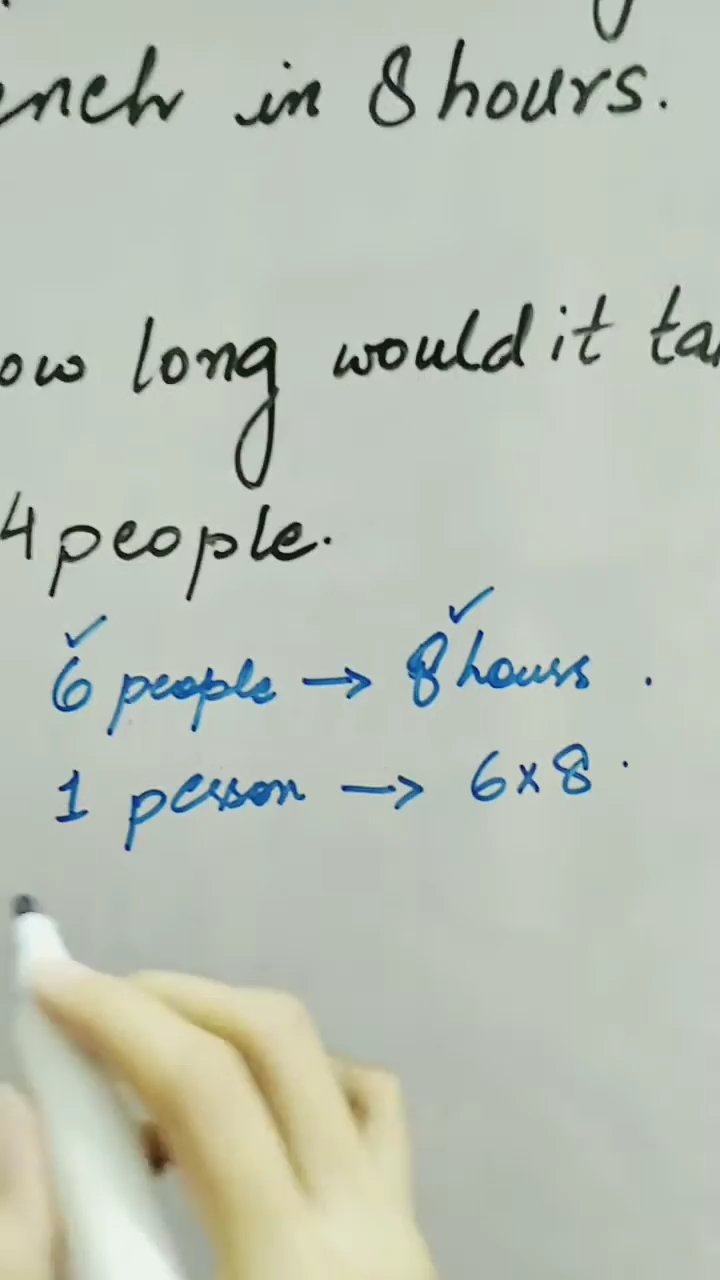 ench in 8 hours.
ow long would it ta
4 people.
6 people → 8 hours.
1 person → 6 x 8.